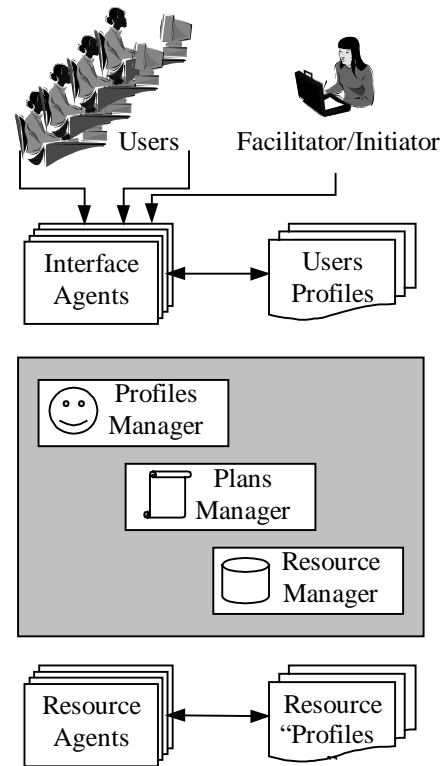 Users
Facilitator/Initiator
Interface
Agents
Users
Profiles
Profiles
Manager
Plans
Manager
Resource
Manager
Resource
Agents
Resource
“Profiles
”